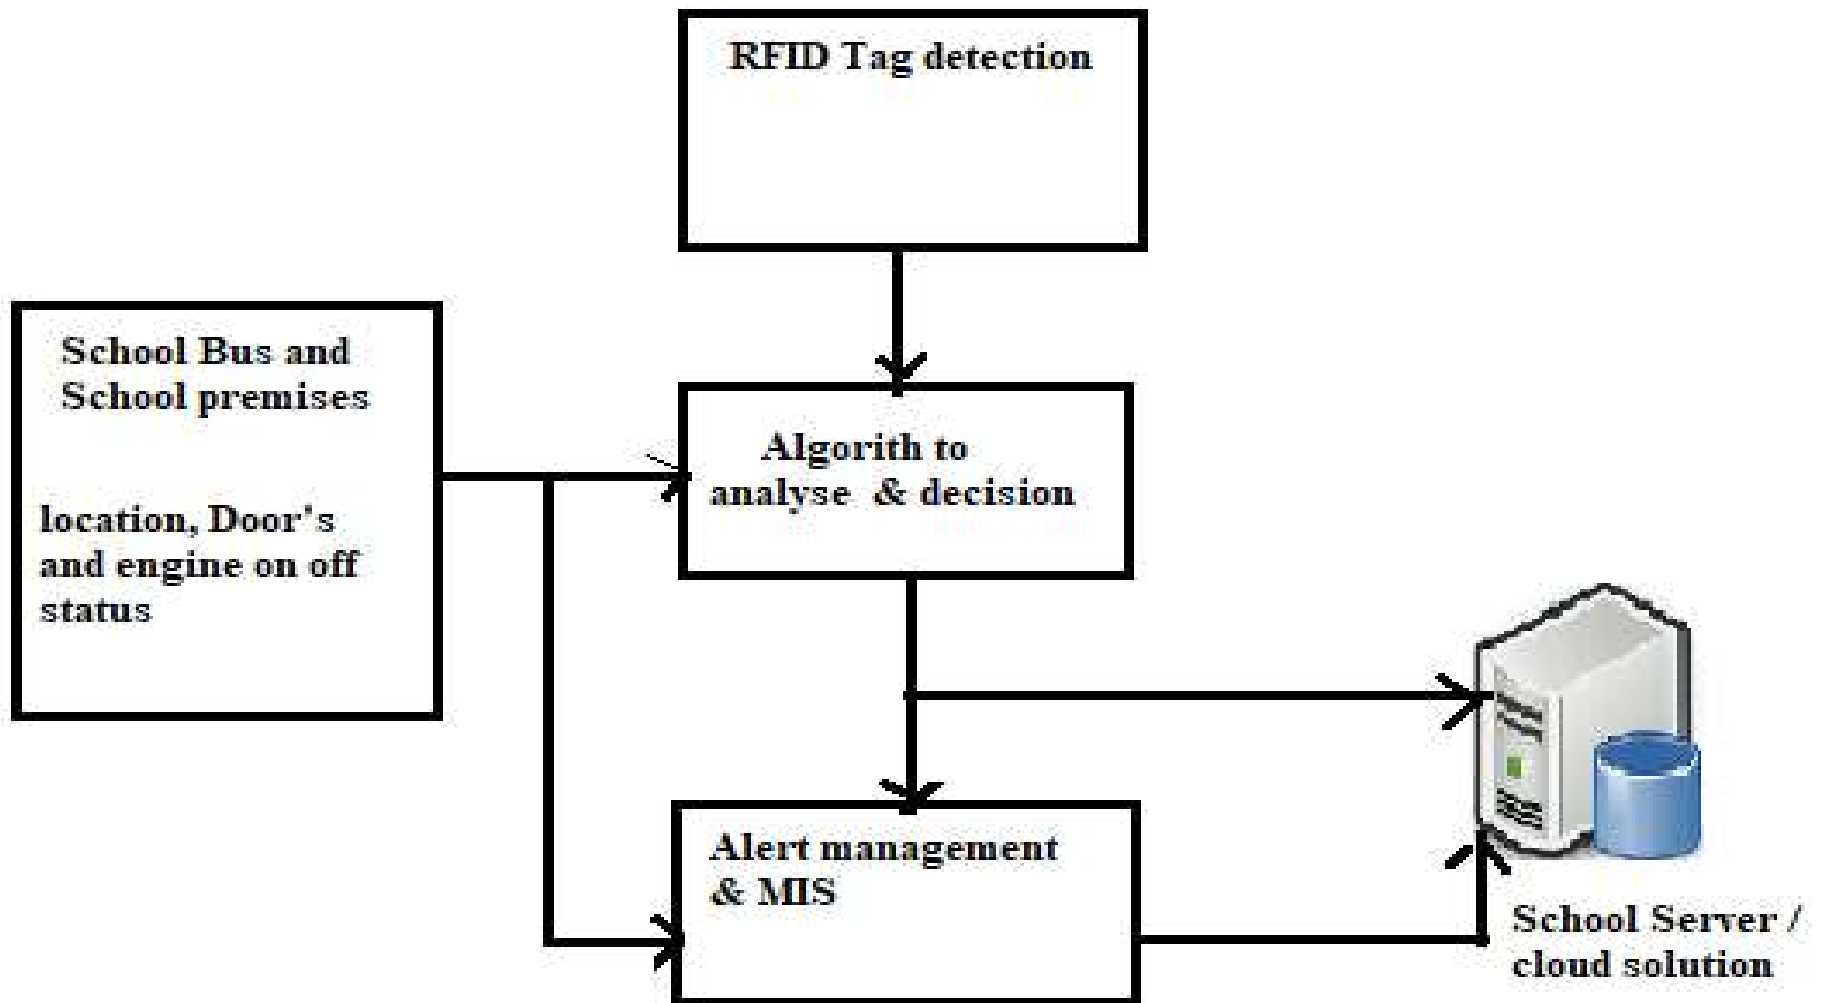 RFID Tag detection
School Bus and
School premises
location, Door's
and engine on off
status
Algorith to
analyse & decision
Alert management
& MIS
School Server /
cloud solution